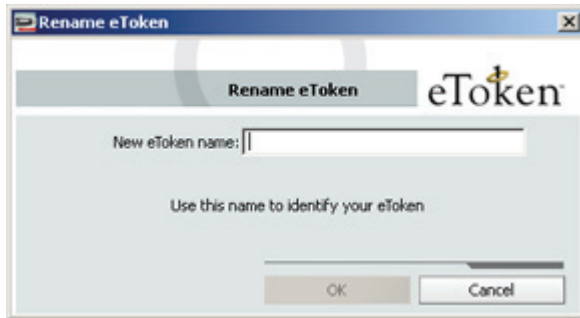 Rename eToken
Rename eToken
eToken
New eToken name:
Use this name to identify your eToken
OK
Cancel